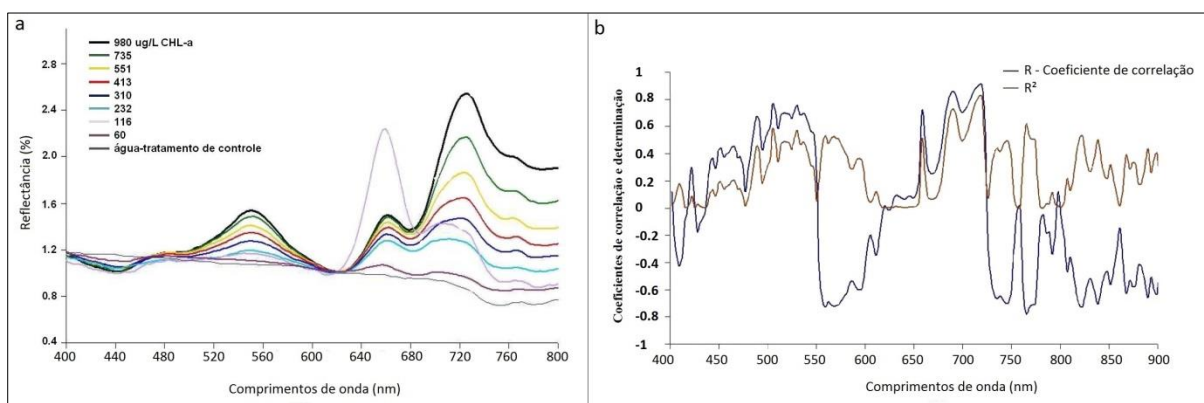 a
980 ug/L CHL-a
735
551
413
310
232
116
60
água-tratamento de controle
Reflectância (%)
2.8
2.4
2.0
1.6
1.2
0.8
0.4
400 440 480 520 560 600 640 680 720 760 800
Comprimentos de onda (nm)
b
R - Coeficiente de correlação
R²
Coeficientes de correlação e determinação
1
0.8
0.6
0.4
0.2
0
-0.2
-0.4
-0.6
-0.8
-1
400 450 500 550 600 650 700 750 800 850 900
Comprimentos de onda (nm)